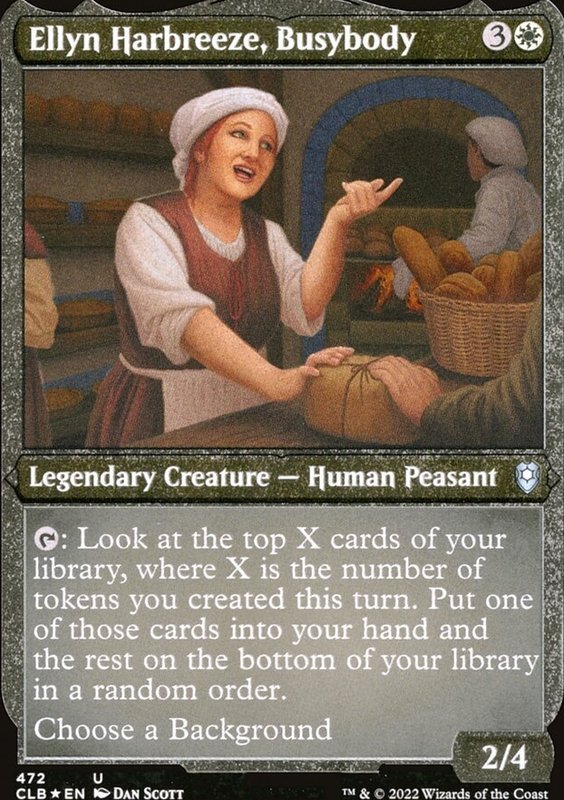 Ellyn Harbreeze, Busybody 3
Legendary Creature — Human Peasant
: Look at the top X cards of your
library, where X is the number of
tokens you created this turn. Put one
of those cards into your hand and
the rest on the bottom of your library
in a random order.
Choose a Background
2/4
472 U
CLB ★ EN Dan Scott ™ & © 2022 Wizards of the Coast